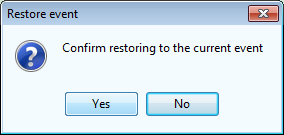 Restore event
Confirm restoring to the current event
Yes
No